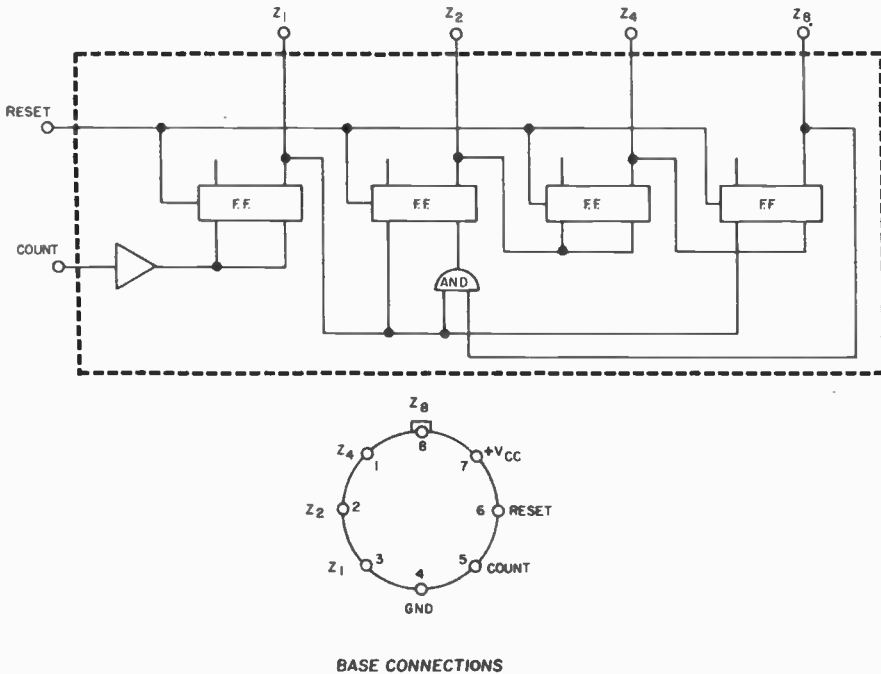 Z1 Z2 Z4 Z8
RESET
F.F. F.F. F.F. F.F.
COUNT
AND
Z8
8
Z4 1
7 +VCC
Z2 2
6 RESET
Z1 3
5 COUNT
4
GND
BASE CONNECTIONS